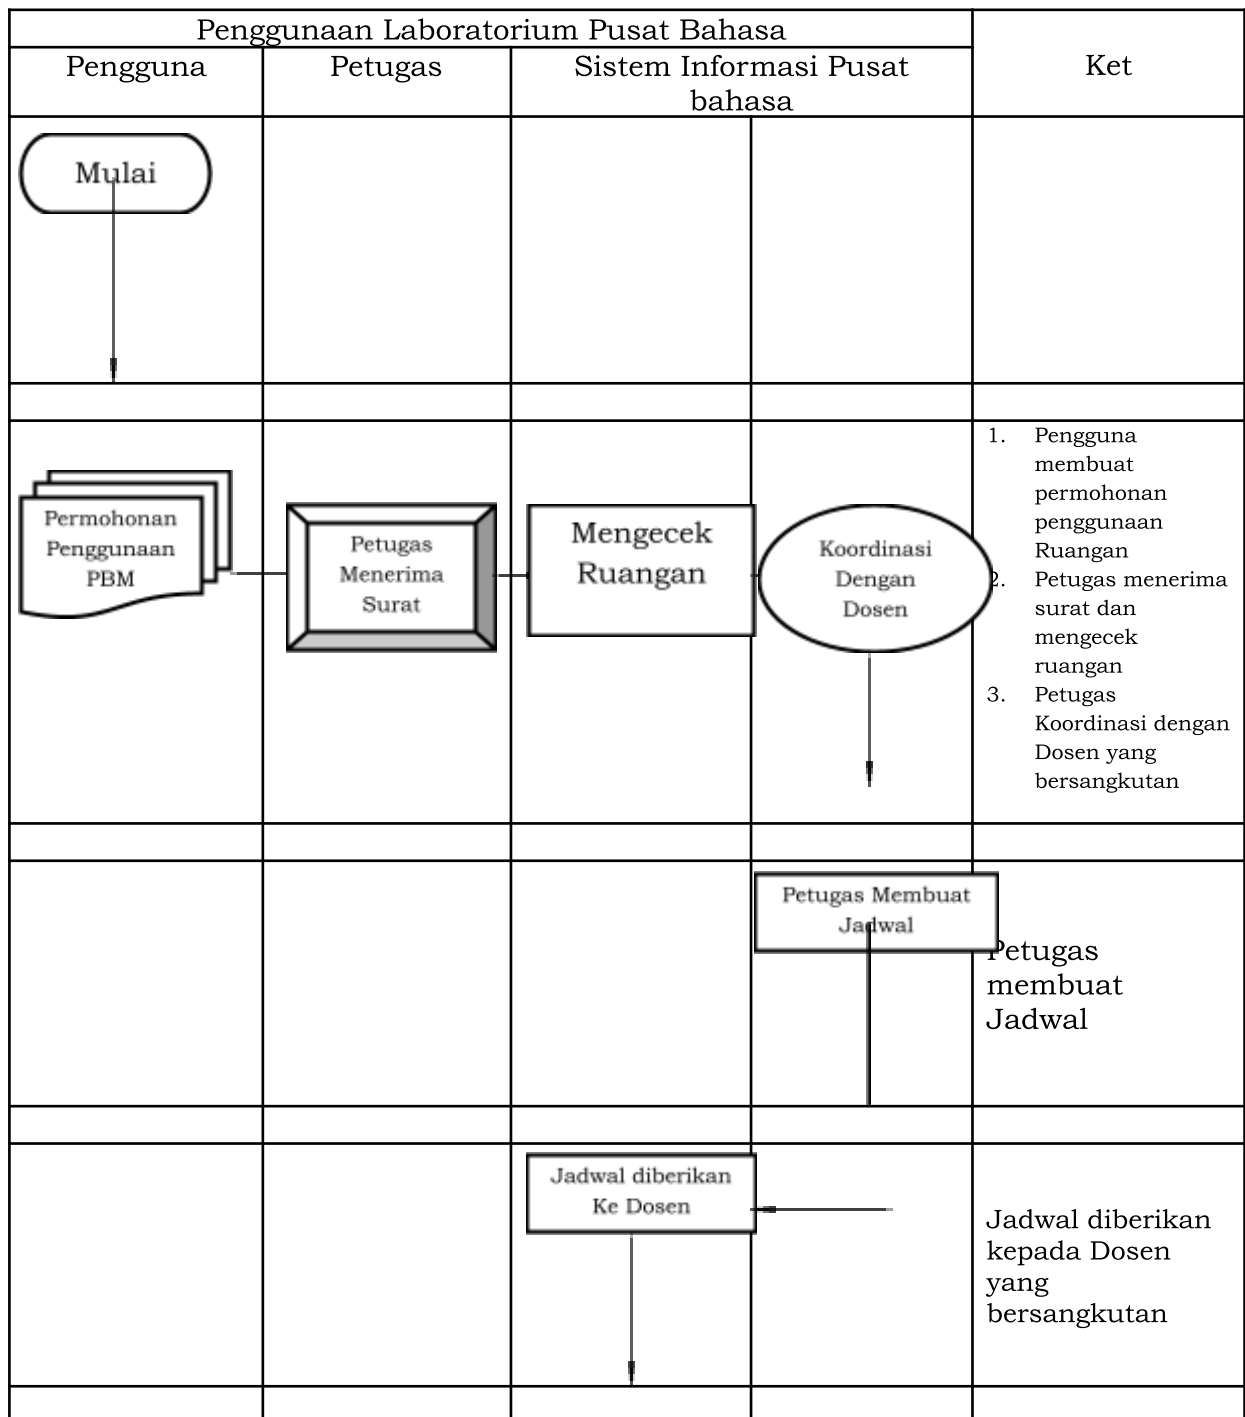 Penggunaan Laboratorium Pusat Bahasa
Pengguna
Petugas
Sistem Informasi Pusat
bahasa
Ket
Mulai
Permohonan
Penggunaan
PBM
Petugas
Menerima
Surat
Mengecek
Ruangan
Koordinasi
Dengan
Dosen
1. Pengguna
membuat
permohonan
penggunaan
Ruangan
2. Petugas menerima
surat dan
mengecek
ruangan
3. Petugas
Koordinasi dengan
Dosen yang
bersangkutan
Petugas Membuat
Jadwal
Petugas
membuat
Jadwal
Jadwal diberikan
Ke Dosen
Jadwal diberikan
kepada Dosen
yang
bersangkutan